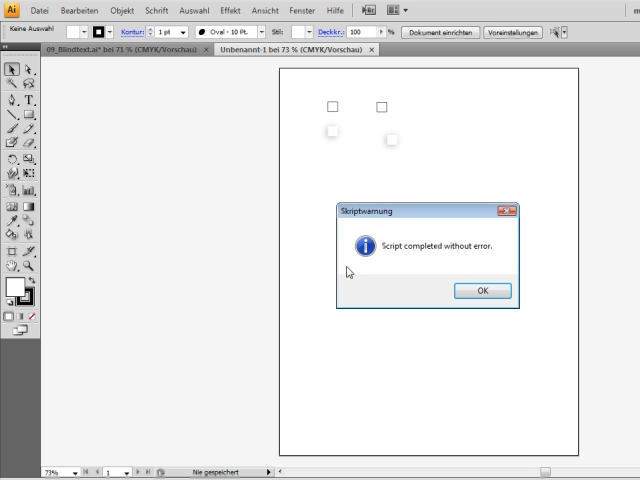 Ai Datei Bearbeiten Objekt Schrift Auswahl Effekt Ansicht Fenster Hilfe Br
Keine Auswahl Kontur: 1 pt Oval - 10 Pt. Stil: Deckkr.: 100 % Dokument einrichten Voreinstellungen
09_Blindtext.ai* bei 71 % (CMYK/Vorschau) × Unbenannt-1 bei 73 % (CMYK/Vorschau) ×
Skriptwarnung
Script completed without error.
OK
73% 1 Nie gespeichert